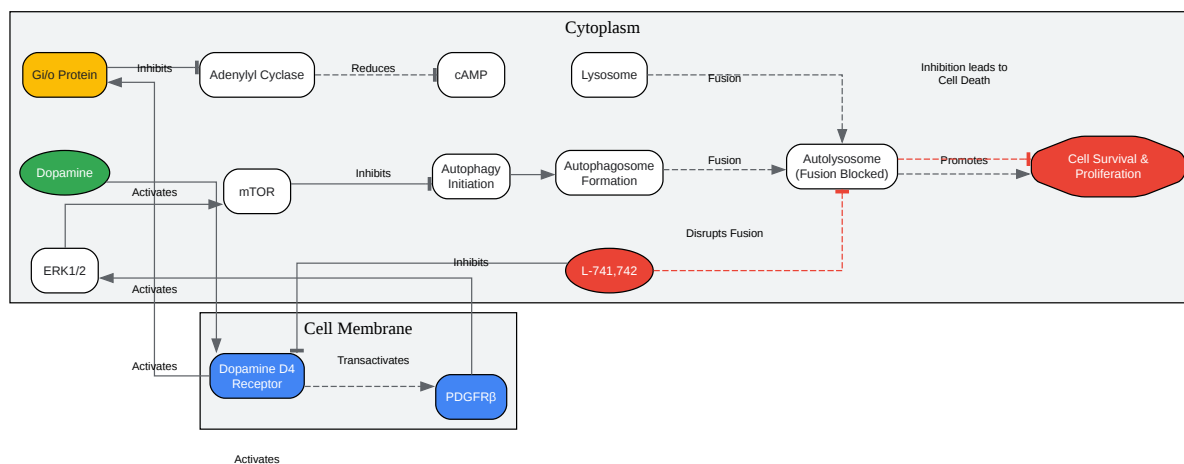 Cytoplasm
Gi/o Protein
Inhibits
Adenylyl Cyclase
Reduces
cAMP
Lysosome
Fusion
Inhibition leads to
Cell Death
Dopamine
Activates
mTOR
Inhibits
Autophagy
Initiation
Autophagosome
Formation
Fusion
Autolysosome
(Fusion Blocked)
Promotes
Cell Survival &
Proliferation
Disrupts Fusion
ERK1/2
Activates
Inhibits
L-741,742
Cell Membrane
Activates
Dopamine D4
Receptor
Transactivates
PDGFRβ
Activates